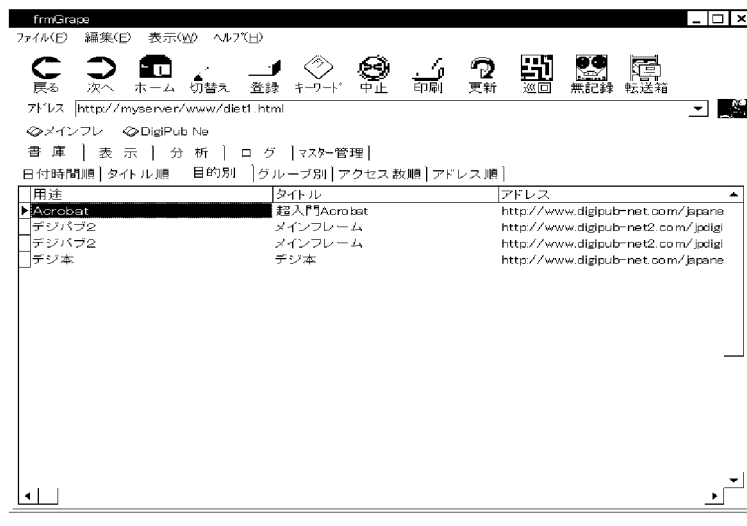 frmGrape
ﾌｧｲﾙ(F) 編集(E) 表示(W) ﾍﾙﾌﾟ(H)
戻る 次へ ホーム 切替え 登録 ｷｰﾜｰﾄﾞ 中止 印刷 更新 巡回 無記録 転送箱
ｱﾄﾞﾚｽ http://myserver/www/diet1.html
メインフレ DigiPub Ne
書 庫 | 表 示 | 分 析 | ロ グ | ﾏｽﾀｰ管理 |
日付時間順 | ﾀｲﾄﾙ順 目的別 | グループ別 | アクセス数順 | アドレス順 |
用途 タイトル アドレス
Acrobat 超入門Acrobat http://www.digipub-net.com/japane
デジパブ2 メインフレーム http://www.digipub-net2.com/jpdigi
デジパブ2 メインフレーム http://www.digipub-net2.com/jpdigi
デジ本 デジ本 http://www.digipub-net.com/japane